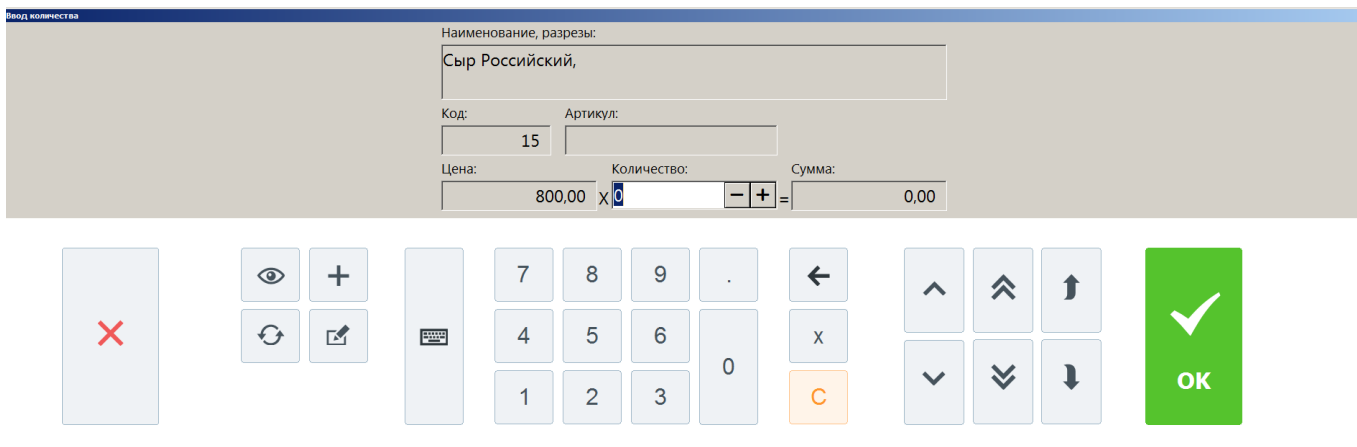 Ввод количества
Наименование, разрезы:
Сыр Российский,
Код: Артикул:
15
Цена: Количество: Сумма:
800,00 X 0 − + = 0,00
7 8 9 .
4 5 6 x
0
1 2 3 C
OK